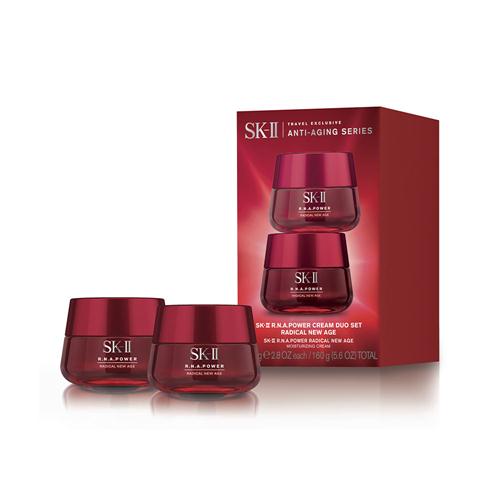 SK-II
TRAVEL EXCLUSIVE
ANTI-AGING SERIES
SK-II
R.N.A.POWER
RADICAL NEW AGE
SK-II
R.N.A.POWER
RADICAL NEW AGE
SK-II R.N.A.POWER CREAM DUO SET
RADICAL NEW AGE
SK-II R.N.A.POWER RADICAL NEW AGE
MOISTURIZING CREAM
g ℮ 2.8 OZ each / 160 g (5.6 OZ) TOTAL
SK-II
R.N.A.POWER
RADICAL NEW AGE
SK-II
R.N.A.POWER
RADICAL NEW AGE